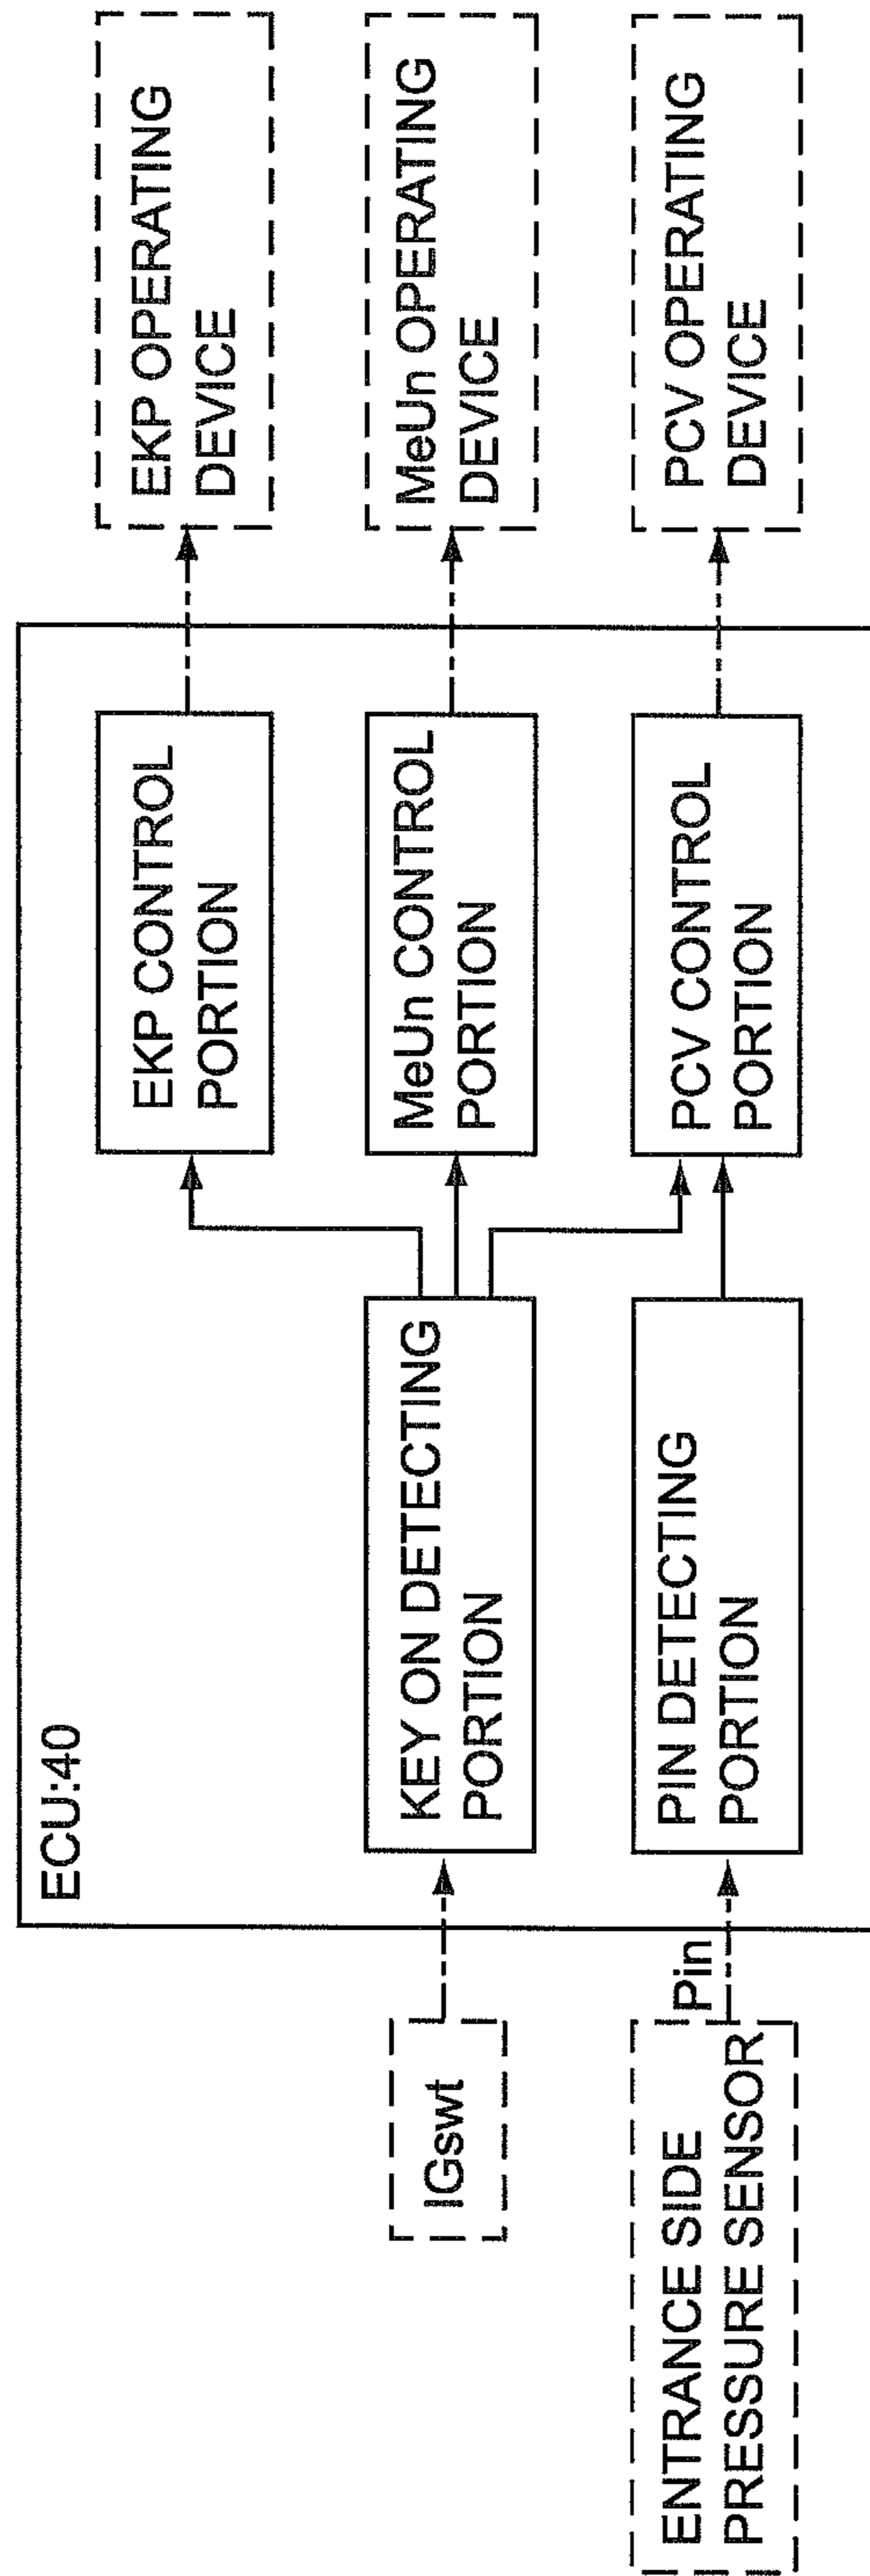 ECU:40
IGswt
KEY ON DETECTING
PORTION
EKP CONTROL
PORTION
EKP OPERATING
DEVICE
MeUn CONTROL
PORTION
MeUn OPERATING
DEVICE
ENTRANCE SIDE
PRESSURE SENSOR
Pin
PIN DETECTING
PORTION
PCV CONTROL
PORTION
PCV OPERATING
DEVICE